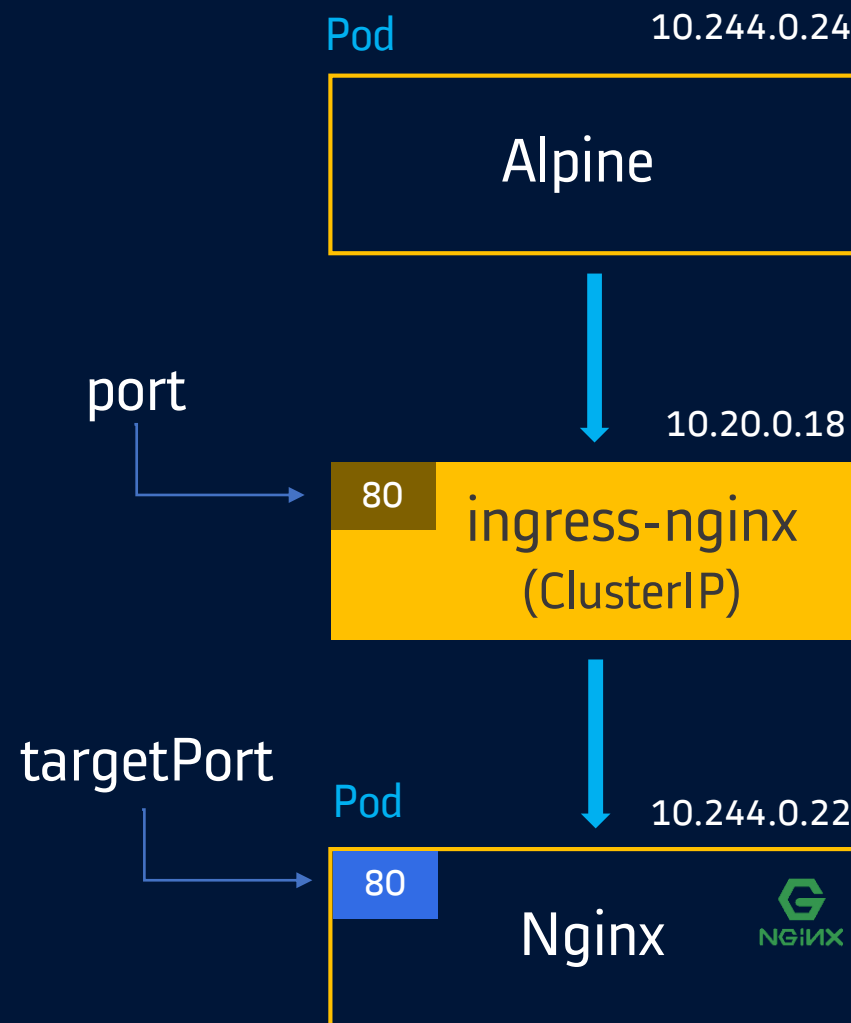 Pod
10.244.0.24
Alpine
port
10.20.0.18
80
ingress-nginx
(ClusterIP)
targetPort
Pod
10.244.0.22
80
Nginx
NGINX